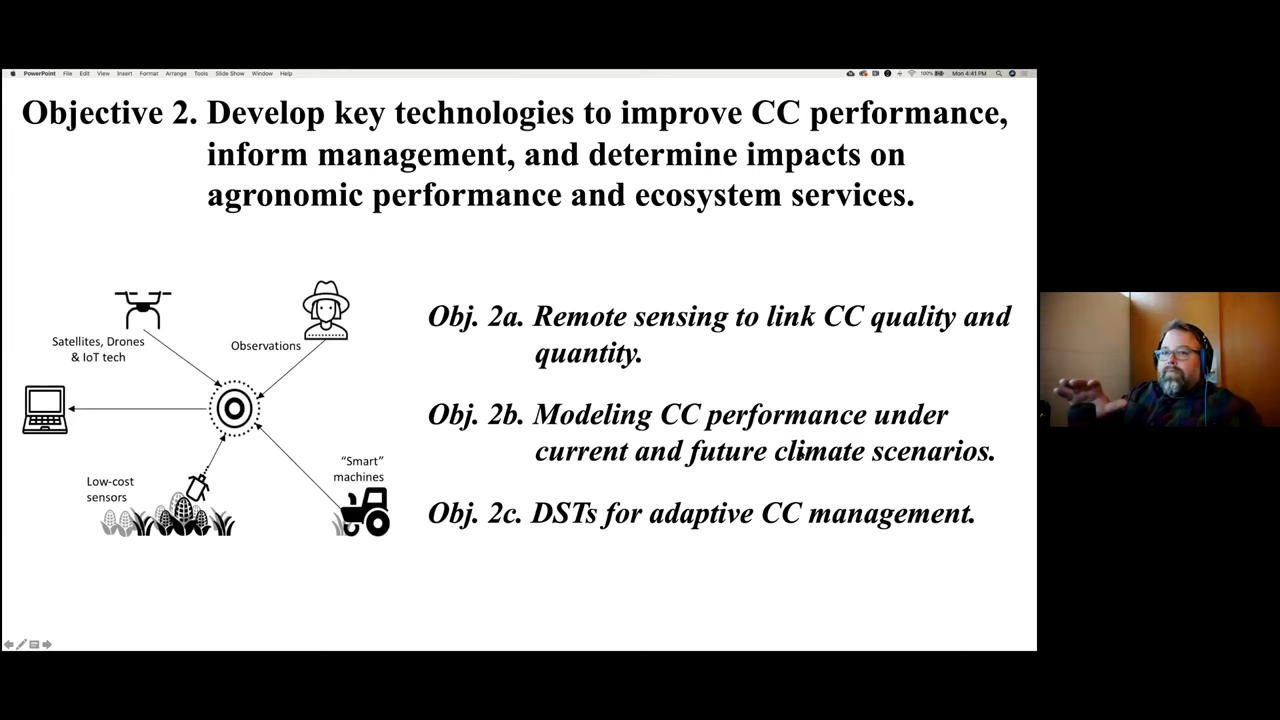 PowerPoint File Edit View Insert Format Arrange Tools Slide Show Window Help 100% Mon 4:41 PM
Objective 2. Develop key technologies to improve CC performance,
inform management, and determine impacts on
agronomic performance and ecosystem services.
Satellites, Drones
& IoT tech
Observations
Low-cost
sensors
“Smart”
machines
Obj. 2a. Remote sensing to link CC quality and
quantity.
Obj. 2b. Modeling CC performance under
current and future climate scenarios.
Obj. 2c. DSTs for adaptive CC management.